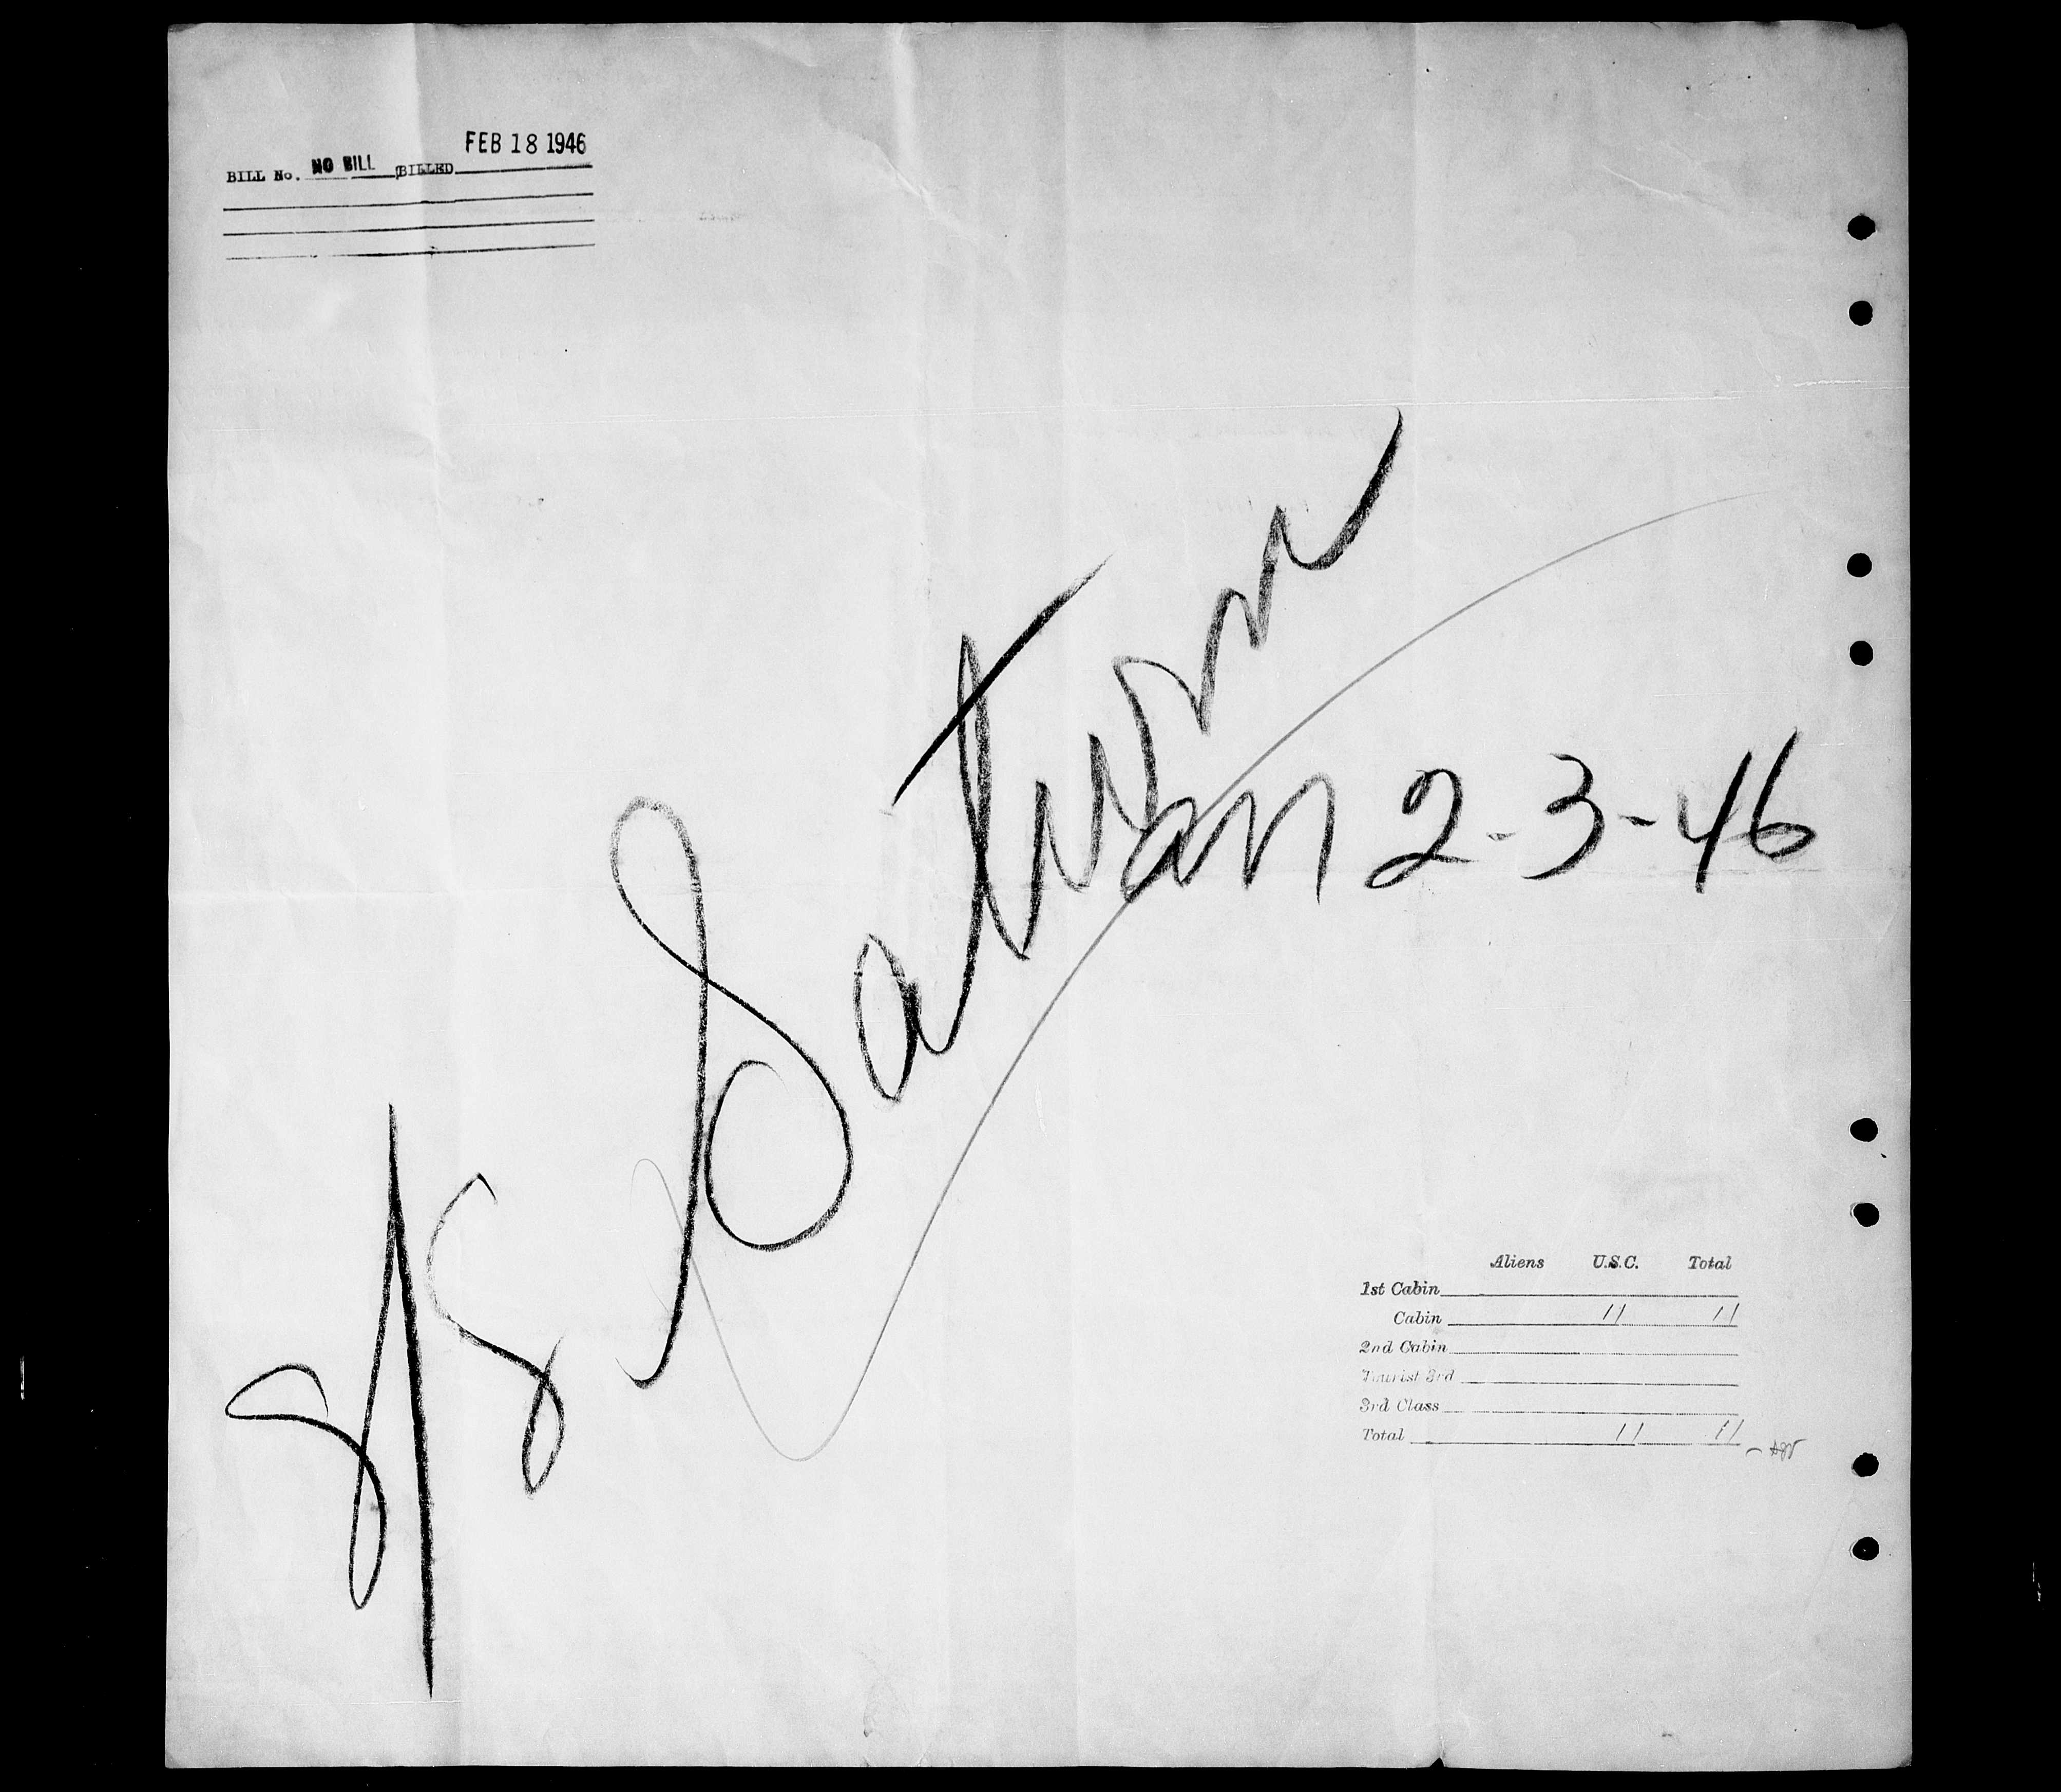 FEB 18 1946
BILL No. NO BILL BILLED
S/S Saturn
arr 2-3-46
Aliens U.S.C. Total
1st Cabin
Cabin 11 11
2nd Cabin
Tourist 3rd
3rd Class
Total 11 11